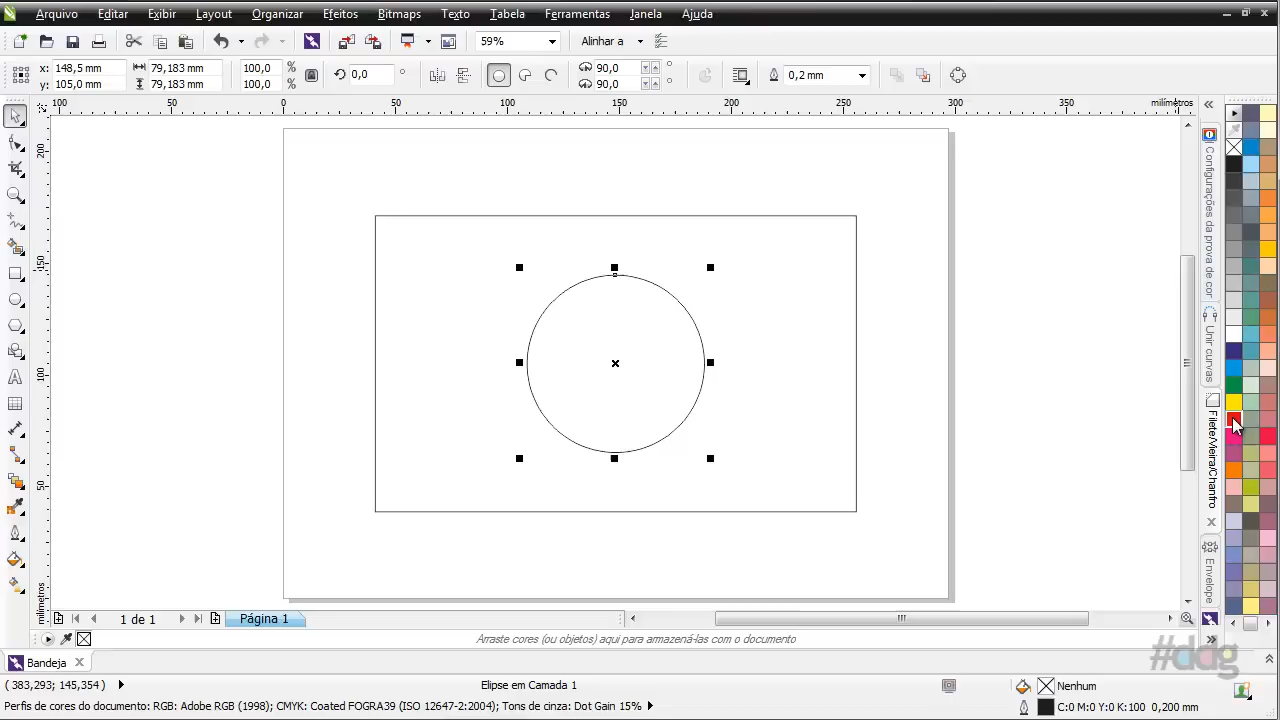 Arquivo Editar Exibir Layout Organizar Efeitos Bitmaps Texto Tabela Ferramentas Janela Ajuda
59% Alinhar a
x: 148,5 mm 79,183 mm 100,0 % 0,0 ° 90,0 ° 0,2 mm
y: 105,0 mm 79,183 mm 100,0 % 90,0 °
100 50 0 50 100 150 200 250 300 350 milímetros
200
150
100
50
milímetros
Configurações da prova de cor
Unir curvas
Filete/Vieira/Chanfro
Envelope
1 de 1 Página 1
Arraste cores (ou objetos) aqui para armazená-las com o documento
#ddg
Bandeja
( 383,293; 145,354 ) Elipse em Camada 1 Nenhum
Perfis de cores do documento: RGB: Adobe RGB (1998); CMYK: Coated FOGRA39 (ISO 12647-2:2004); Tons de cinza: Dot Gain 15% C:0 M:0 Y:0 K:100 0,200 mm